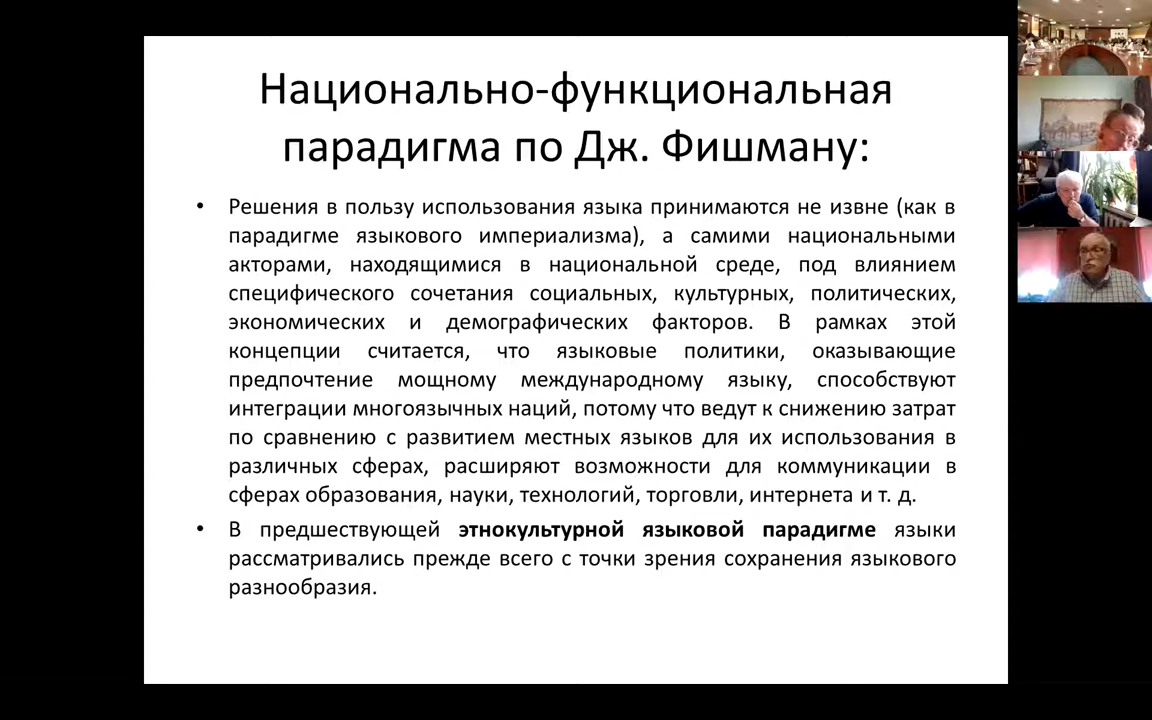 Национально-функциональная
парадигма по Дж. Фишману:
• Решения в пользу использования языка принимаются не извне (как в
парадигме языкового империализма), а самими национальными
акторами, находящимися в национальной среде, под влиянием
специфического сочетания социальных, культурных, политических,
экономических и демографических факторов. В рамках этой
концепции считается, что языковые политики, оказывающие
предпочтение мощному международному языку, способствуют
интеграции многоязычных наций, потому что ведут к снижению затрат
по сравнению с развитием местных языков для их использования в
различных сферах, расширяют возможности для коммуникации в
сферах образования, науки, технологий, торговли, интернета и т. д.
• В предшествующей этнокультурной языковой парадигме языки
рассматривались прежде всего с точки зрения сохранения языкового
разнообразия.